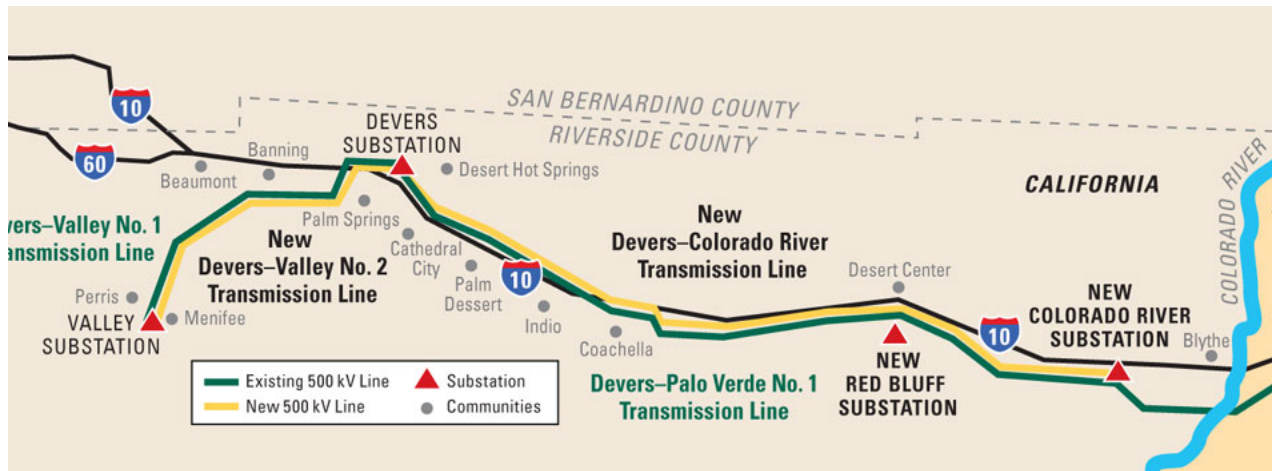 SAN BERNARDINO COUNTY
RIVERSIDE COUNTY
10
60
DEVERS
SUBSTATION
Banning
Beaumont
Desert Hot Springs
CALIFORNIA
COLORADO RIVER
vers–Valley No. 1
ansmission Line
New
Devers–Valley No. 2
Transmission Line
Palm Springs
Cathedral
City
Palm
Dessert
Indio
10
Coachella
New
Devers–Colorado River
Transmission Line
Desert Center
10
NEW
COLORADO RIVER
SUBSTATION
Blythe
Perris
Menifee
VALLEY
SUBSTATION
Devers–Palo Verde No. 1
Transmission Line
NEW
RED BLUFF
SUBSTATION
Existing 500 kV Line
Substation
New 500 kV Line
Communities